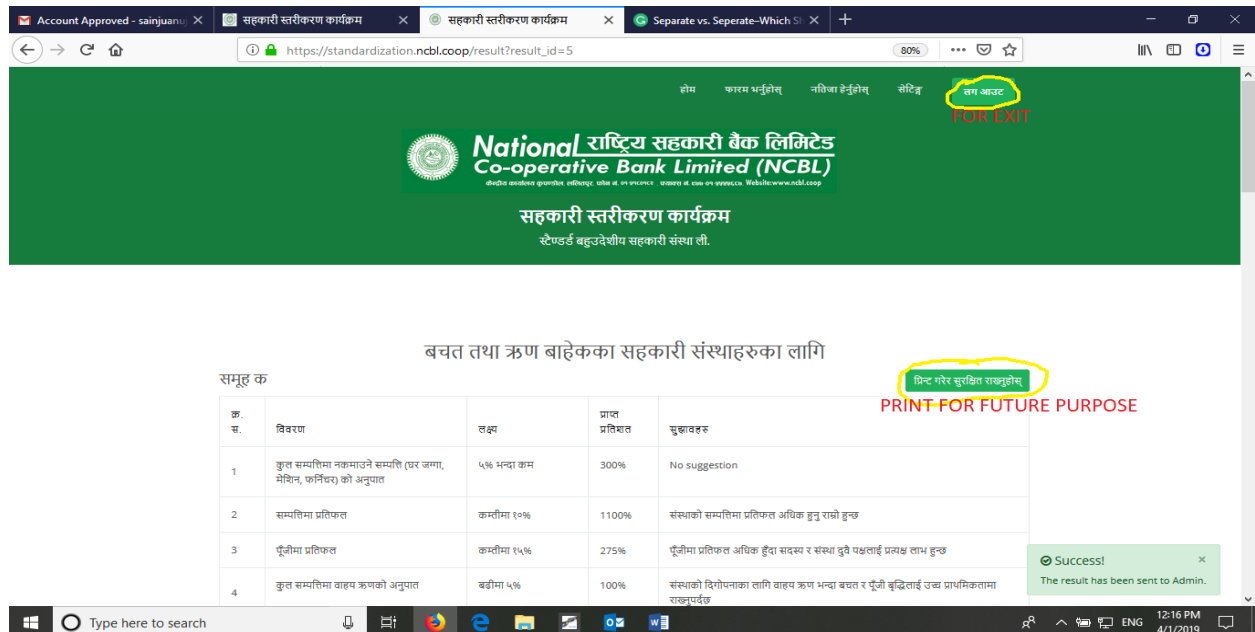 Account Approved - sainjuanuj
सहकारी स्तरीकरण कार्यक्रम
सहकारी स्तरीकरण कार्यक्रम
Separate vs. Seperate–Which Sh
https://standardization.ncbl.coop/result?result_id=5
80%
होम फारम भर्नुहोस् नतिजा हेर्नुहोस् सेटिङ्ग लग आउट
FOR EXIT
National राष्ट्रिय सहकारी बैंक लिमिटेड
Co-operative Bank Limited (NCBL)
Website:www.ncbl.coop
सहकारी स्तरीकरण कार्यक्रम
स्टैण्डर्ड बहुउदेशीय सहकारी संस्था ली.
बचत तथा ऋण बाहेकका सहकारी संस्थाहरुका लागि
समूह क
प्रिन्ट गरेर सुरक्षित राख्नुहोस्
PRINT FOR FUTURE PURPOSE
क्र. स. विवरण लक्ष्य प्राप्त प्रतिशत सुझावहरु
1 कुल सम्पत्तिमा नकमाउने सम्पत्ति (घर जग्गा, मेशिन, फर्निचर) को अनुपात ५% भन्दा कम 300% No suggestion
2 सम्पत्तिमा प्रतिफल कम्तीमा १०% 1100% संस्थाको सम्पत्तिमा प्रतिफल अधिक हुनु राम्रो हुन्छ
3 पूँजीमा प्रतिफल कम्तीमा १५% 275% पूँजीमा प्रतिफल अधिक हुँदा सदस्य र संस्था दुवै पक्षलाई प्रत्यक्ष लाभ हुन्छ
4 कुल सम्पत्तिमा वाहय ऋणको अनुपात बढीमा ५% 100% संस्थाको दिगोपनाका लागि वाहय ऋण भन्दा बचत र पूँजी बृद्धिलाई उच्च प्राथमिकतामा राख्नुपर्दछ
Success!
The result has been sent to Admin.
Type here to search
ENG
12:16 PM
4/1/2019